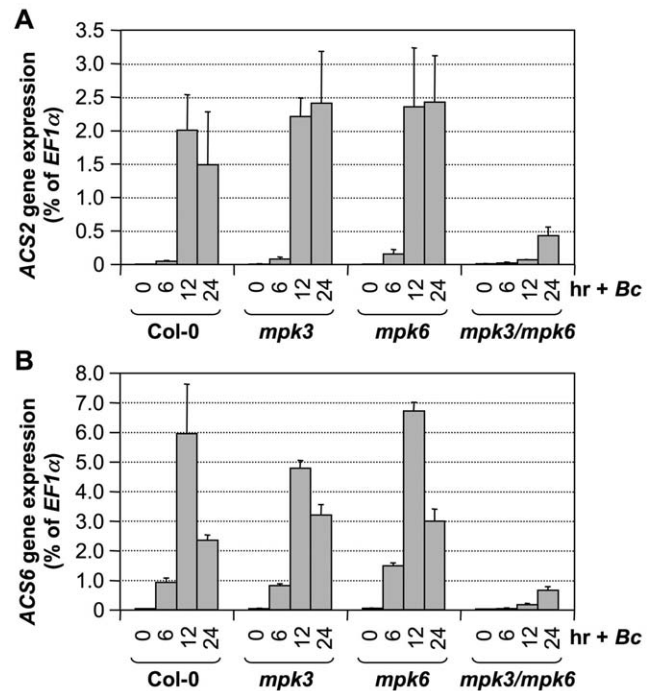 A
ACS2 gene expression
(% of EF1α)
3.5
3.0
2.5
2.0
1.5
1.0
0.5
0
0 6 12 24 0 6 12 24 0 6 12 24 0 6 12 24 hr + Bc
Col-0 mpk3 mpk6 mpk3/mpk6
B
ACS6 gene expression
(% of EF1α)
8.0
7.0
6.0
5.0
4.0
3.0
2.0
1.0
0
0 6 12 24 0 6 12 24 0 6 12 24 0 6 12 24 hr + Bc
Col-0 mpk3 mpk6 mpk3/mpk6